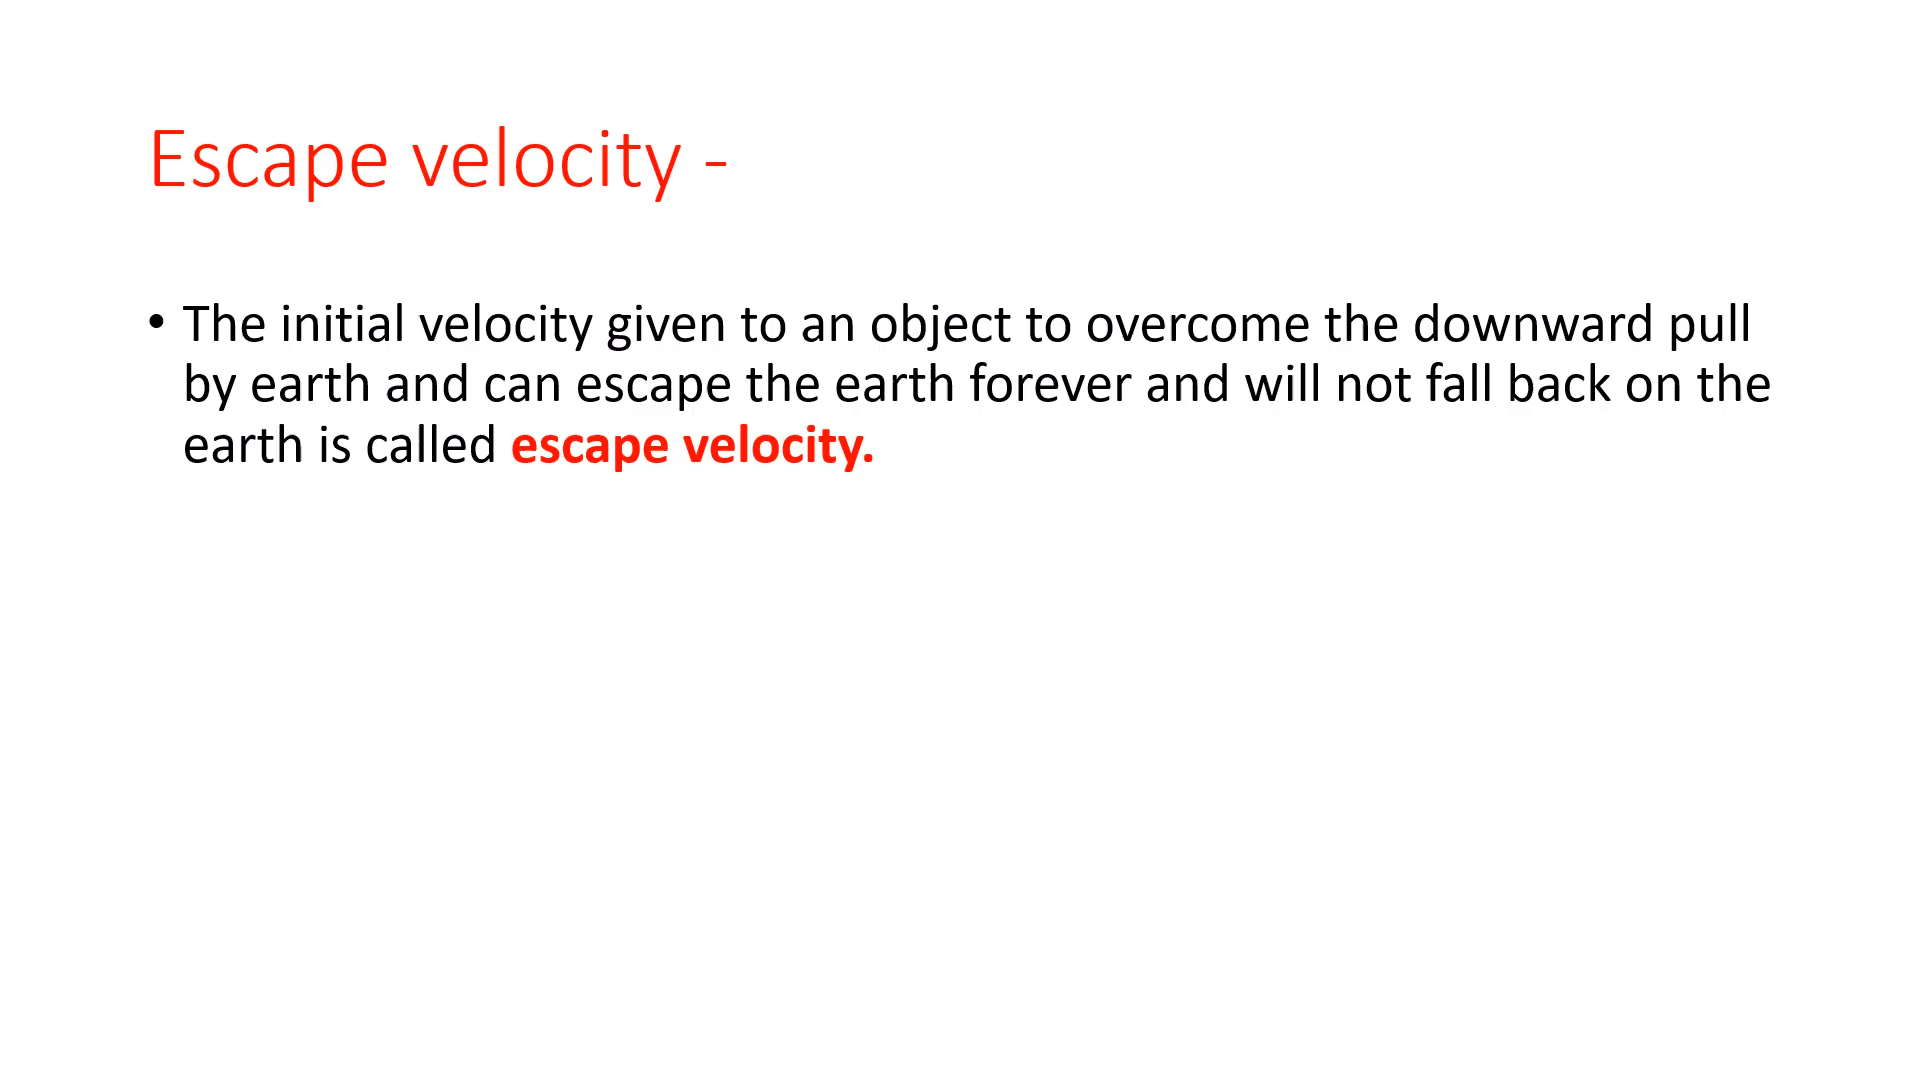 Escape velocity -
• The initial velocity given to an object to overcome the downward pull
by earth and can escape the earth forever and will not fall back on the
earth is called escape velocity.